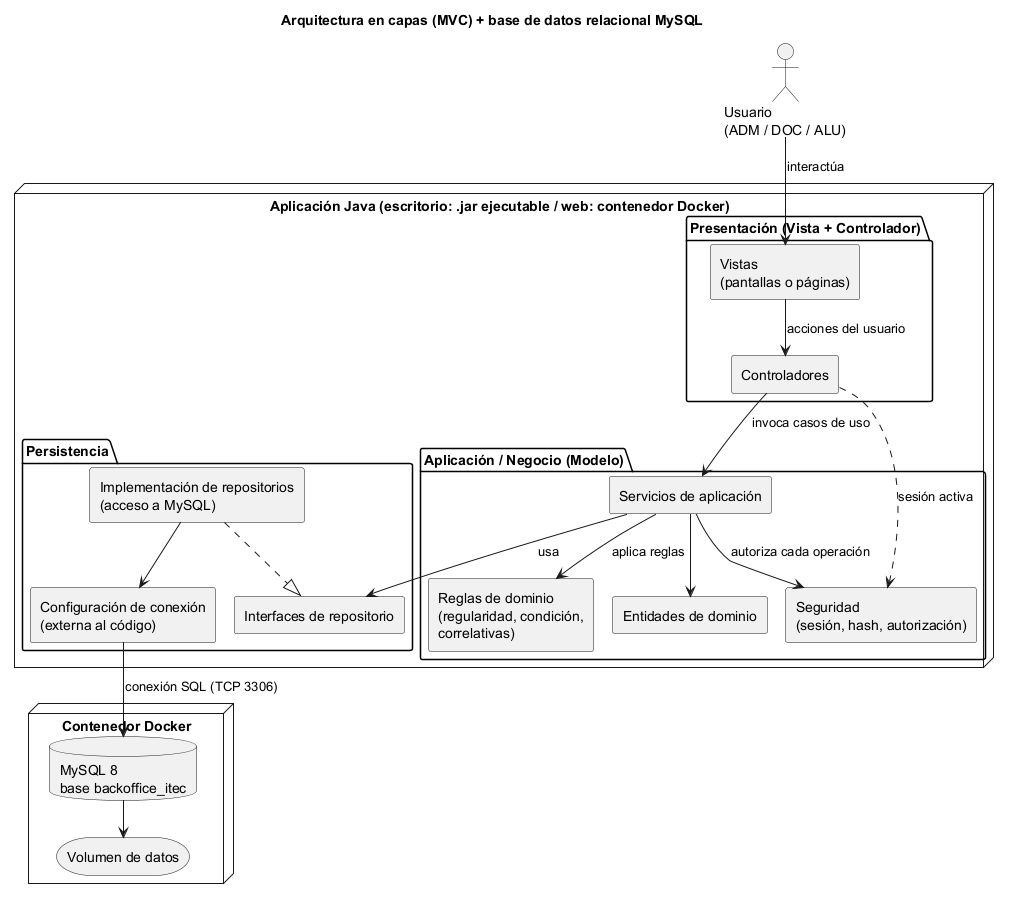 Arquitectura en capas (MVC) + base de datos relacional MySQL
Usuario
(ADM / DOC / ALU)
interactúa
Aplicación Java (escritorio: .jar ejecutable / web: contenedor Docker)
Presentación (Vista + Controlador)
Vistas
(pantallas o páginas)
acciones del usuario
Controladores
invoca casos de uso
sesión activa
Persistencia
Implementación de repositorios
(acceso a MySQL)
Configuración de conexión
(externa al código)
Interfaces de repositorio
Aplicación / Negocio (Modelo)
Servicios de aplicación
usa
aplica reglas
autoriza cada operación
Reglas de dominio
(regularidad, condición,
correlativas)
Entidades de dominio
Seguridad
(sesión, hash, autorización)
conexión SQL (TCP 3306)
Contenedor Docker
MySQL 8
base backoffice_itec
Volumen de datos